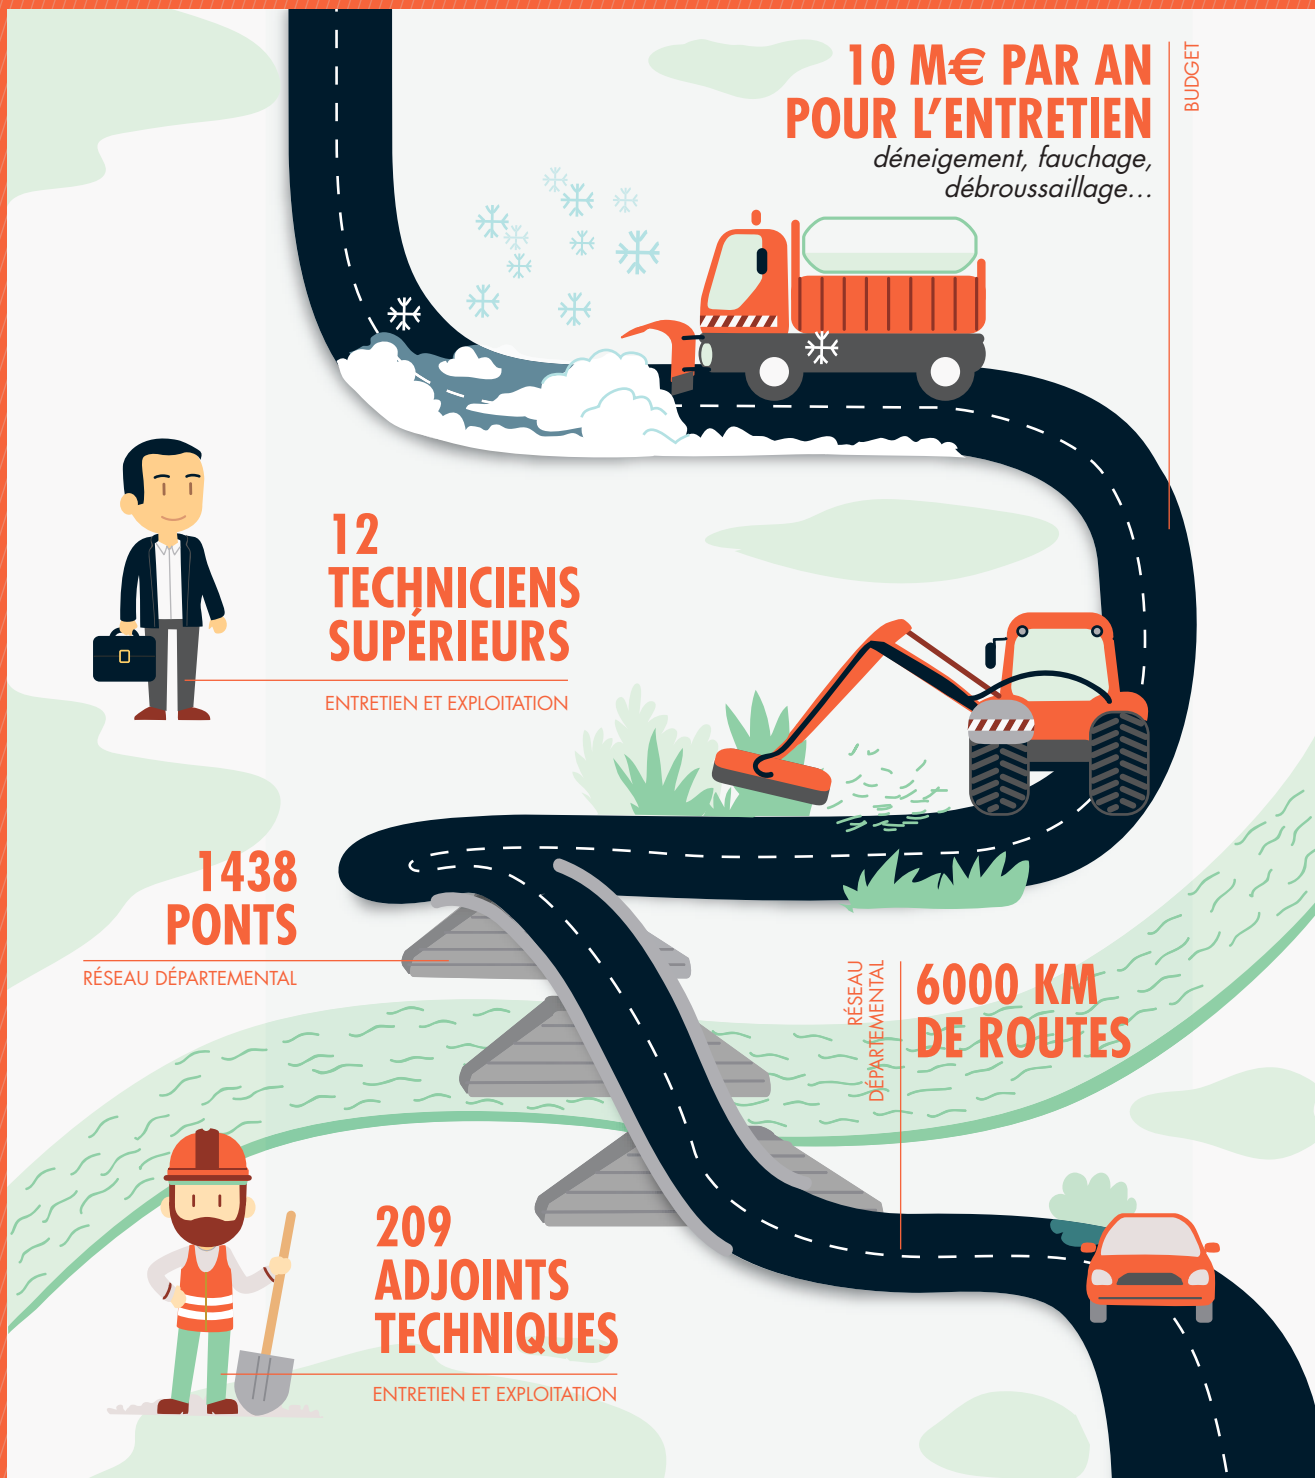 10 M€ PAR AN
POUR L'ENTRETIEN
déneigement, fauchage,
débroussaillage...
BUDGET
12
TECHNICIENS
SUPÉRIEURS
ENTRETIEN ET EXPLOITATION
1438
PONTS
RÉSEAU DÉPARTEMENTAL
RÉSEAU
DÉPARTEMENTAL
6000 KM
DE ROUTES
209
ADJOINTS
TECHNIQUES
ENTRETIEN ET EXPLOITATION